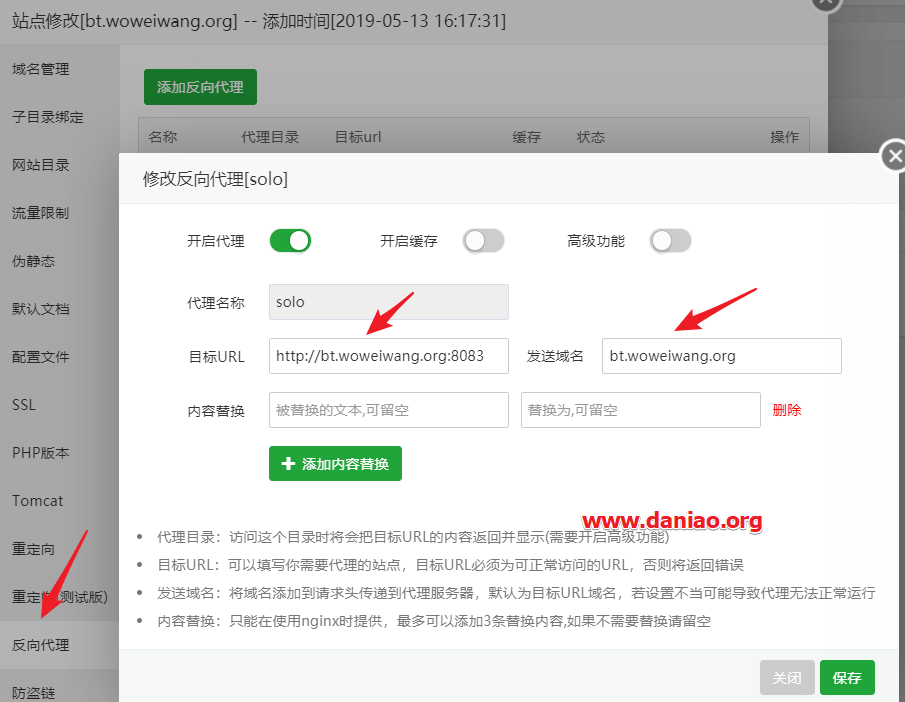 站点修改[bt.woweiwang.org] -- 添加时间[2019-05-13 16:17:31]
域名管理
子目录绑定
网站目录
流量限制
伪静态
默认文档
配置文件
SSL
PHP版本
Tomcat
重定向
重定向(测试版)
反向代理
防盗链
添加反向代理
名称 代理目录 目标url 缓存 状态 操作
修改反向代理[solo]
开启代理 开启缓存 高级功能
代理名称 solo
目标URL http://bt.woweiwang.org:8083 发送域名 bt.woweiwang.org
内容替换 被替换的文本,可留空 替换为,可留空 删除
添加内容替换
www.daniao.org
代理目录：访问这个目录时将会把目标URL的内容返回并显示(需要开启高级功能)
目标URL：可以填写你需要代理的站点，目标URL必须为可正常访问的URL，否则将返回错误
发送域名：将域名添加到请求头传递到代理服务器，默认为目标URL域名，若设置不当可能导致代理无法正常运行
内容替换：只能在使用nginx时提供，最多可以添加3条替换内容,如果不需要替换请留空
关闭 保存